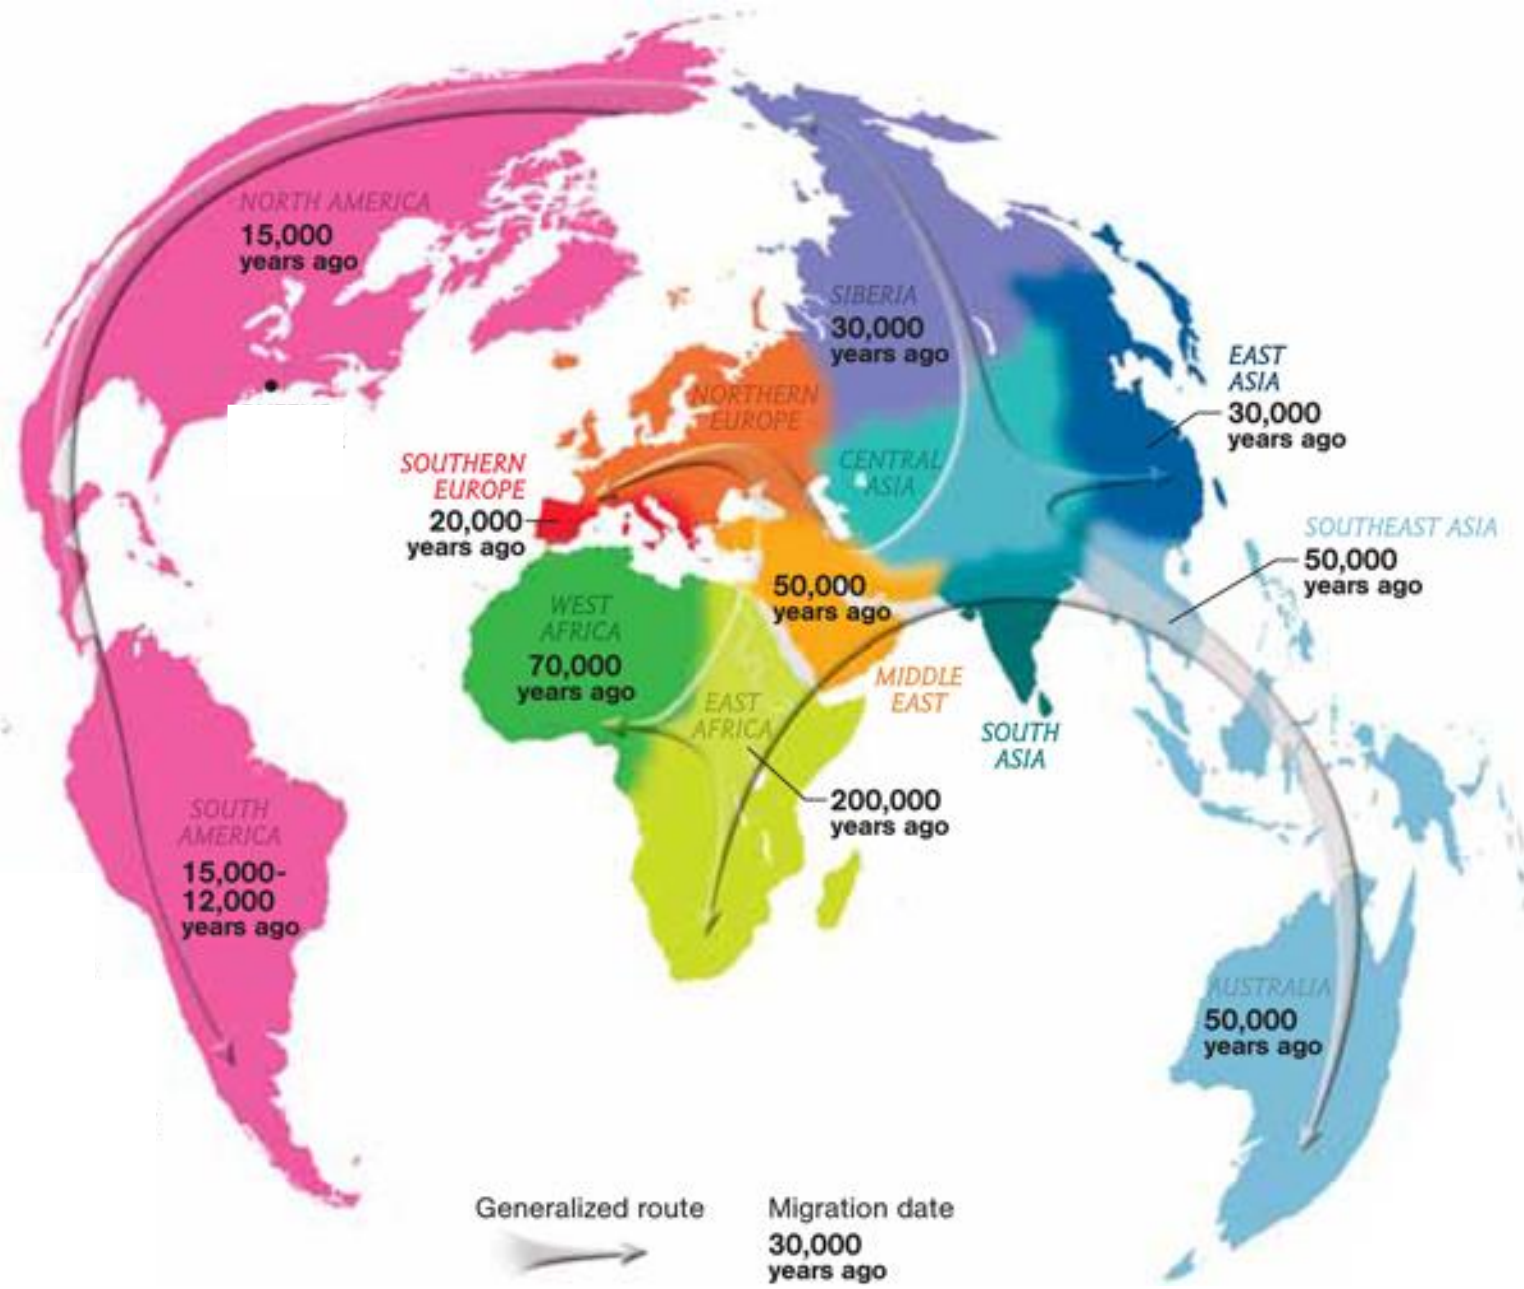 NORTH AMERICA
15,000
years ago
SIBERIA
30,000
years ago
EAST
ASIA
30,000
years ago
NORTHERN
EUROPE
SOUTHERN
EUROPE
20,000
years ago
CENTRAL
ASIA
SOUTHEAST ASIA
50,000
years ago
50,000
years ago
MIDDLE
EAST
WEST
AFRICA
70,000
years ago
EAST
AFRICA
200,000
years ago
SOUTH
ASIA
SOUTH
AMERICA
15,000-
12,000
years ago
AUSTRALIA
50,000
years ago
Generalized route
Migration date
30,000
years ago